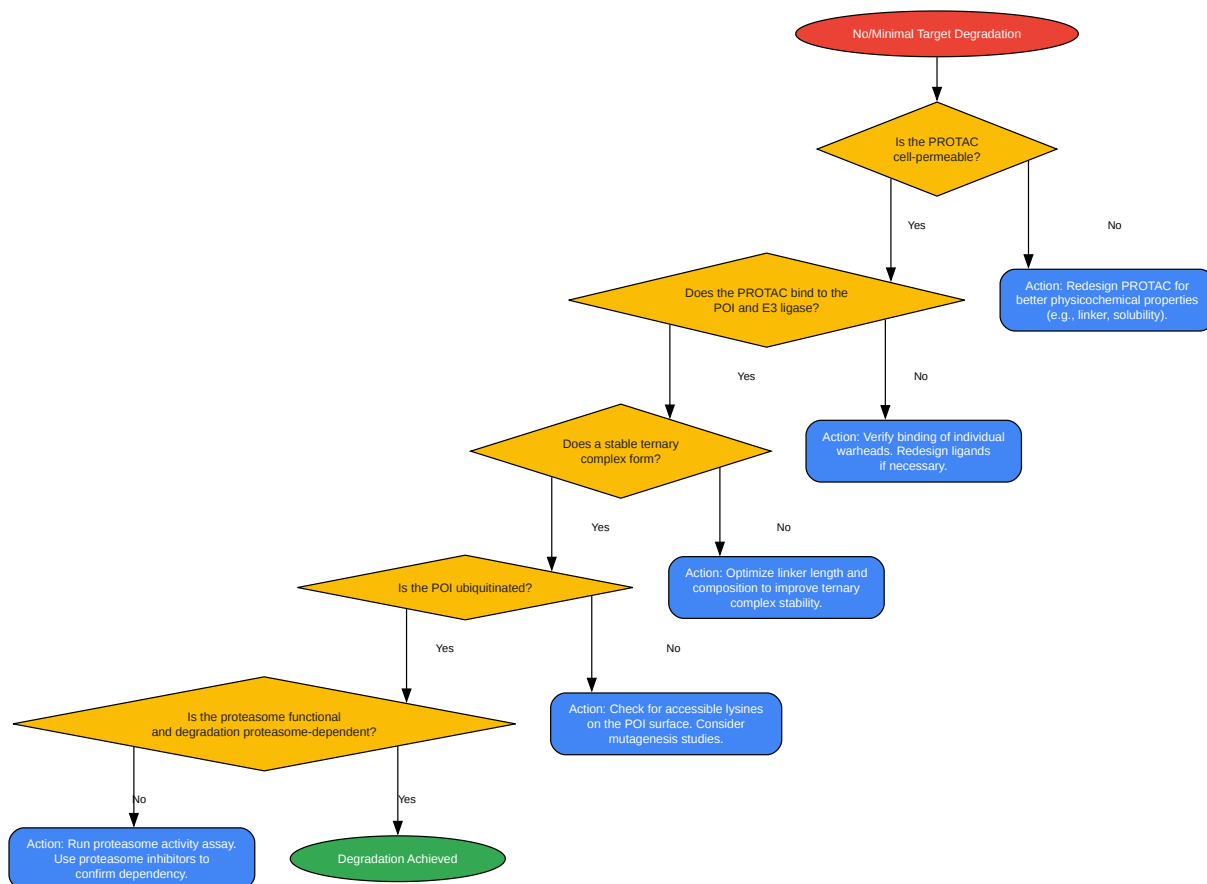 No/Minimal Target Degradation
Is the PROTAC
cell-permeable?
Yes
No
Does the PROTAC bind to the
POI and E3 ligase?
Action: Redesign PROTAC for
better physicochemical properties
(e.g., linker, solubility).
Yes
No
Does a stable ternary
complex form?
Action: Verify binding of individual
warheads. Redesign ligands
if necessary.
Yes
No
Is the POI ubiquitinated?
Action: Optimize linker length and
composition to improve ternary
complex stability.
Yes
No
Is the proteasome functional
and degradation proteasome-dependent?
Action: Check for accessible lysines
on the POI surface. Consider
mutagenesis studies.
No
Yes
Action: Run proteasome activity assay.
Use proteasome inhibitors to
confirm dependency.
Degradation Achieved